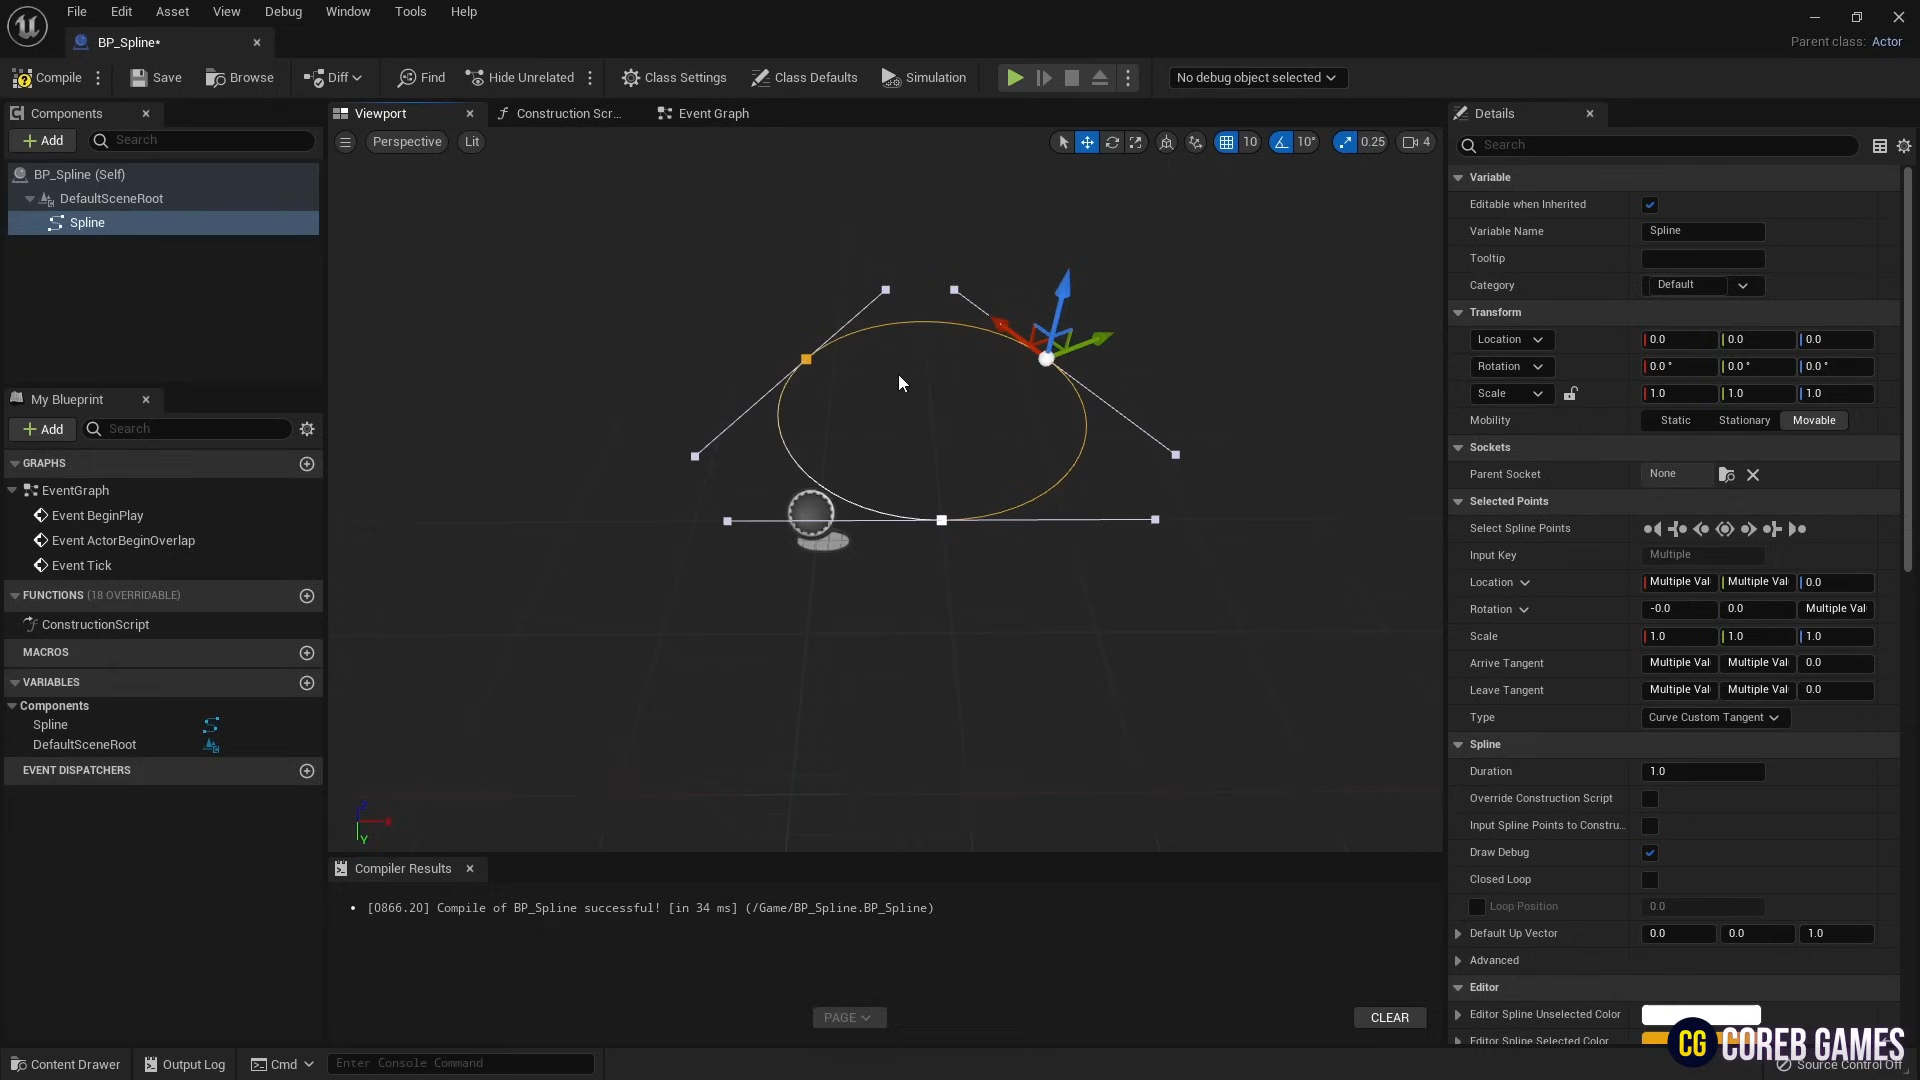 File Edit Asset View Debug Window Tools Help
BP_Spline*
Parent class: Actor
Compile Save Browse Diff Find Hide Unrelated Class Settings Class Defaults Simulation No debug object selected
Components
Add Search
BP_Spline (Self)
DefaultSceneRoot
Spline
My Blueprint
Add Search
GRAPHS
EventGraph
Event BeginPlay
Event ActorBeginOverlap
Event Tick
FUNCTIONS (18 OVERRIDABLE)
ConstructionScript
MACROS
VARIABLES
Components
Spline
DefaultSceneRoot
EVENT DISPATCHERS
Viewport Construction Scr... Event Graph
Perspective Lit 10 10° 0.25 4
Z
Y
Compiler Results
[0866.20] Compile of BP_Spline successful! [in 34 ms] (/Game/BP_Spline.BP_Spline)
PAGE CLEAR
Details
Search
Variable
Editable when Inherited
Variable Name Spline
Tooltip
Category Default
Transform
Location 0.0 0.0 0.0
Rotation 0.0 ° 0.0 ° 0.0 °
Scale 1.0 1.0 1.0
Mobility Static Stationary Movable
Sockets
Parent Socket None
Selected Points
Select Spline Points
Input Key Multiple
Location Multiple Val Multiple Val 0.0
Rotation -0.0 0.0 Multiple Val
Scale 1.0 1.0 1.0
Arrive Tangent Multiple Val Multiple Val 0.0
Leave Tangent Multiple Val Multiple Val 0.0
Type Curve Custom Tangent
Spline
Duration 1.0
Override Construction Script
Input Spline Points to Constru...
Draw Debug
Closed Loop
Loop Position 0.0
Default Up Vector 0.0 0.0 1.0
Advanced
Editor
Editor Spline Unselected Color
Editor Spline Selected Color
CG COREB GAMES
Content Drawer Output Log Cmd Enter Console Command Source Control Off